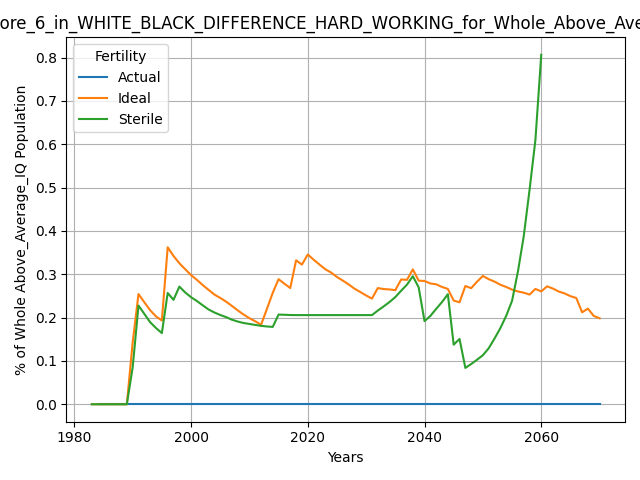 ore_6_in_WHITE_BLACK_DIFFERENCE_HARD_WORKING_for_Whole_Above_Ave
Fertility
Actual
Ideal
Sterile
% of Whole Above_Average_IQ Population
0.8
0.7
0.6
0.5
0.4
0.3
0.2
0.1
0.0
1980 2000 2020 2040 2060
Years